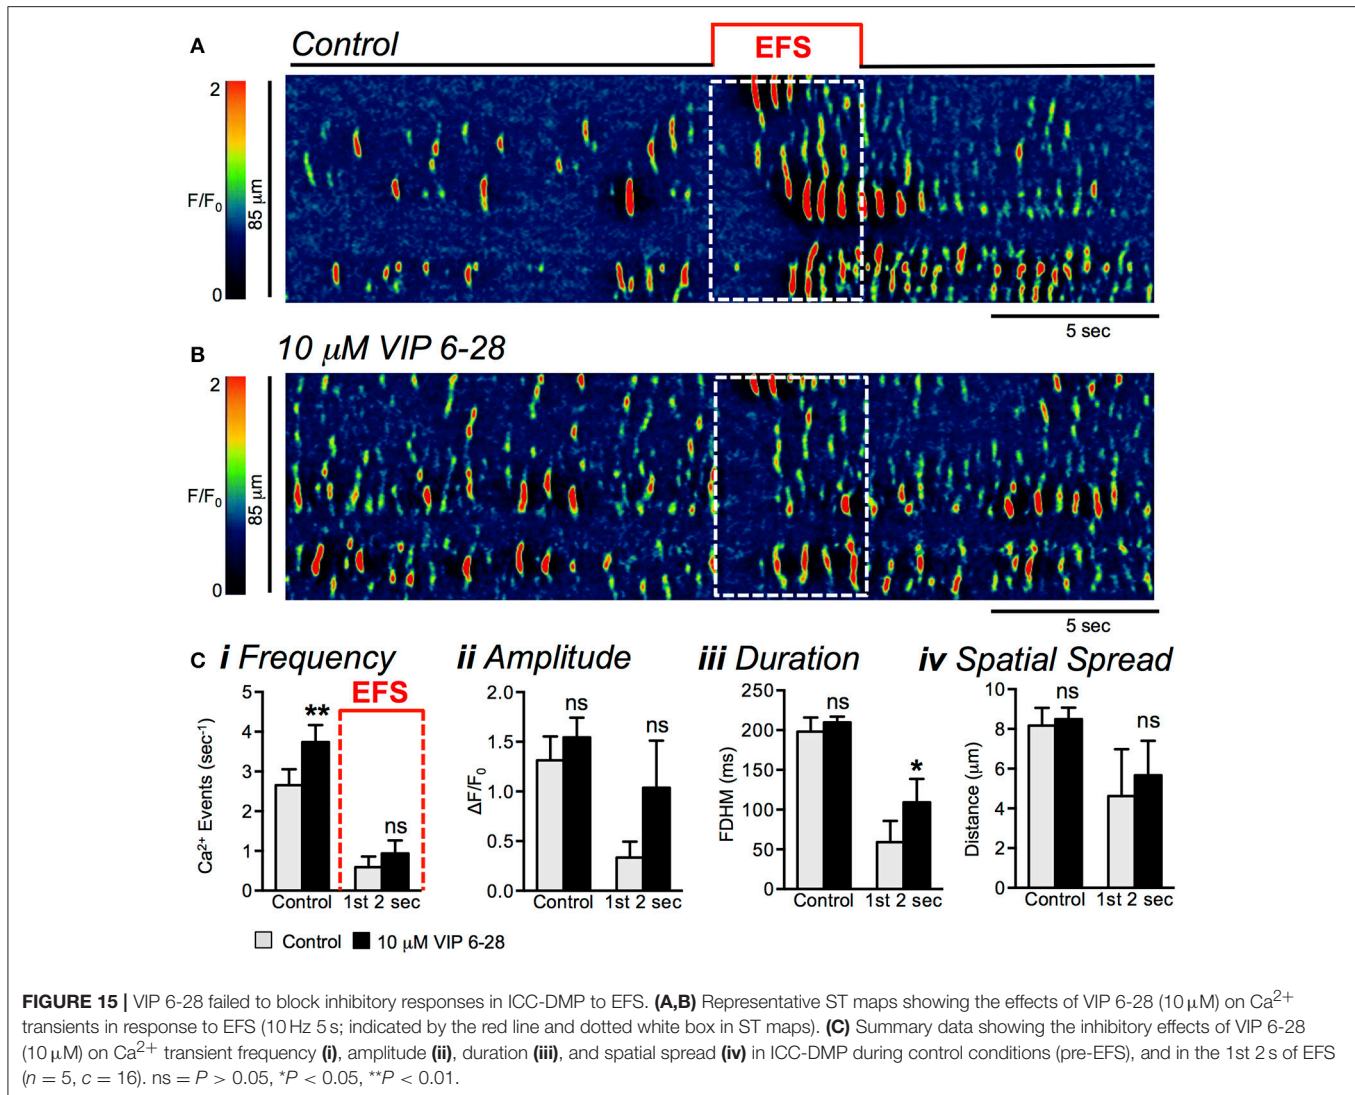 A
Control
EFS
2
F/F0
0
85 μm
5 sec
B
10 μM VIP 6-28
2
F/F0
0
85 μm
5 sec
C i Frequency
EFS
5
4
3
2
1
0
Ca2+ Events (sec-1)
**
ns
Control 1st 2 sec
ii Amplitude
2.0
1.5
1.0
0.5
0.0
ΔF/F0
ns
ns
Control 1st 2 sec
iii Duration
250
200
150
100
50
0
FDHM (ms)
ns
*
Control 1st 2 sec
iv Spatial Spread
10
8
6
4
2
0
Distance (μm)
ns
ns
Control 1st 2 sec
Control 10 μM VIP 6-28
FIGURE 15 | VIP 6-28 failed to block inhibitory responses in ICC-DMP to EFS. (A,B) Representative ST maps showing the effects of VIP 6-28 (10 μM) on Ca2+
transients in response to EFS (10 Hz 5 s; indicated by the red line and dotted white box in ST maps). (C) Summary data showing the inhibitory effects of VIP 6-28
(10 μM) on Ca2+ transient frequency (i), amplitude (ii), duration (iii), and spatial spread (iv) in ICC-DMP during control conditions (pre-EFS), and in the 1st 2 s of EFS
(n = 5, c = 16). ns = P > 0.05, *P < 0.05, **P < 0.01.